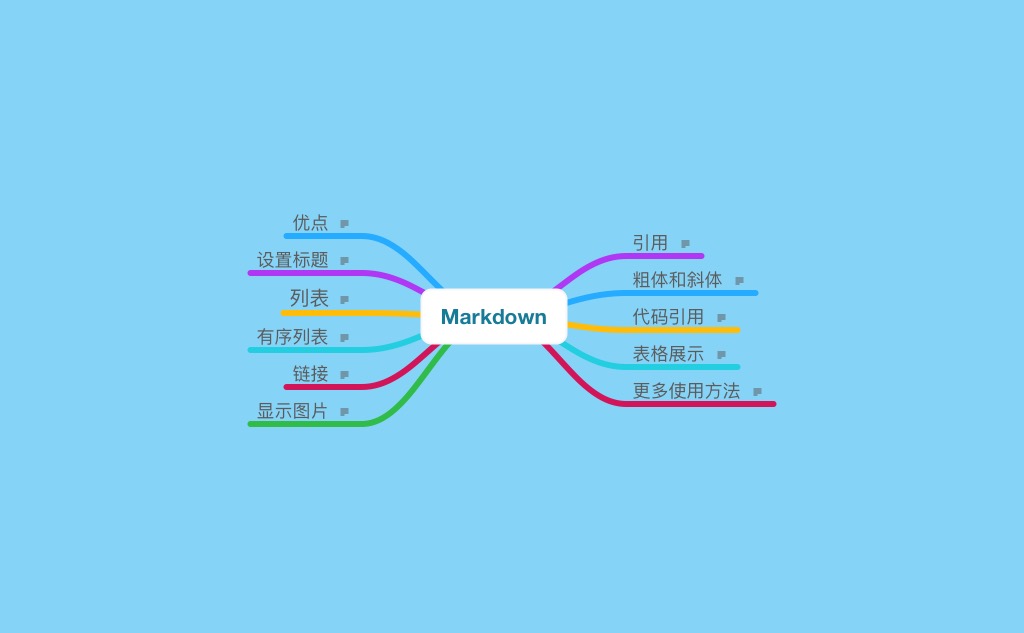 优点
设置标题
列表
有序列表
链接
显示图片
Markdown
引用
粗体和斜体
代码引用
表格展示
更多使用方法